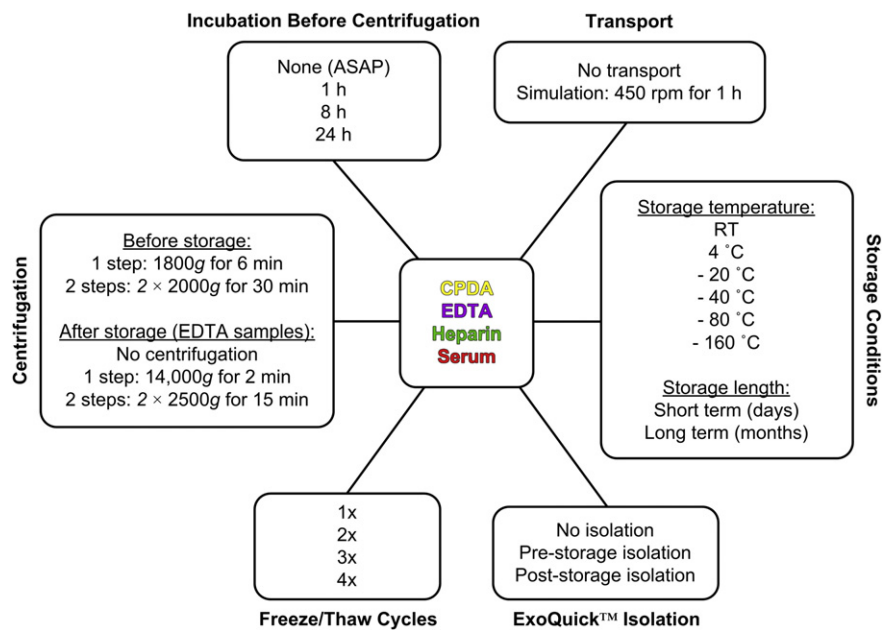 Incubation Before Centrifugation
None (ASAP)
1 h
8 h
24 h
Transport
No transport
Simulation: 450 rpm for 1 h
Centrifugation
Before storage:
1 step: 1800g for 6 min
2 steps: 2 × 2000g for 30 min
After storage (EDTA samples):
No centrifugation
1 step: 14,000g for 2 min
2 steps: 2 × 2500g for 15 min
CPDA
EDTA
Heparin
Serum
Storage Conditions
Storage temperature:
RT
4 ˚C
- 20 ˚C
- 40 ˚C
- 80 ˚C
- 160 ˚C
Storage length:
Short term (days)
Long term (months)
1x
2x
3x
4x
Freeze/Thaw Cycles
No isolation
Pre-storage isolation
Post-storage isolation
ExoQuick™ Isolation